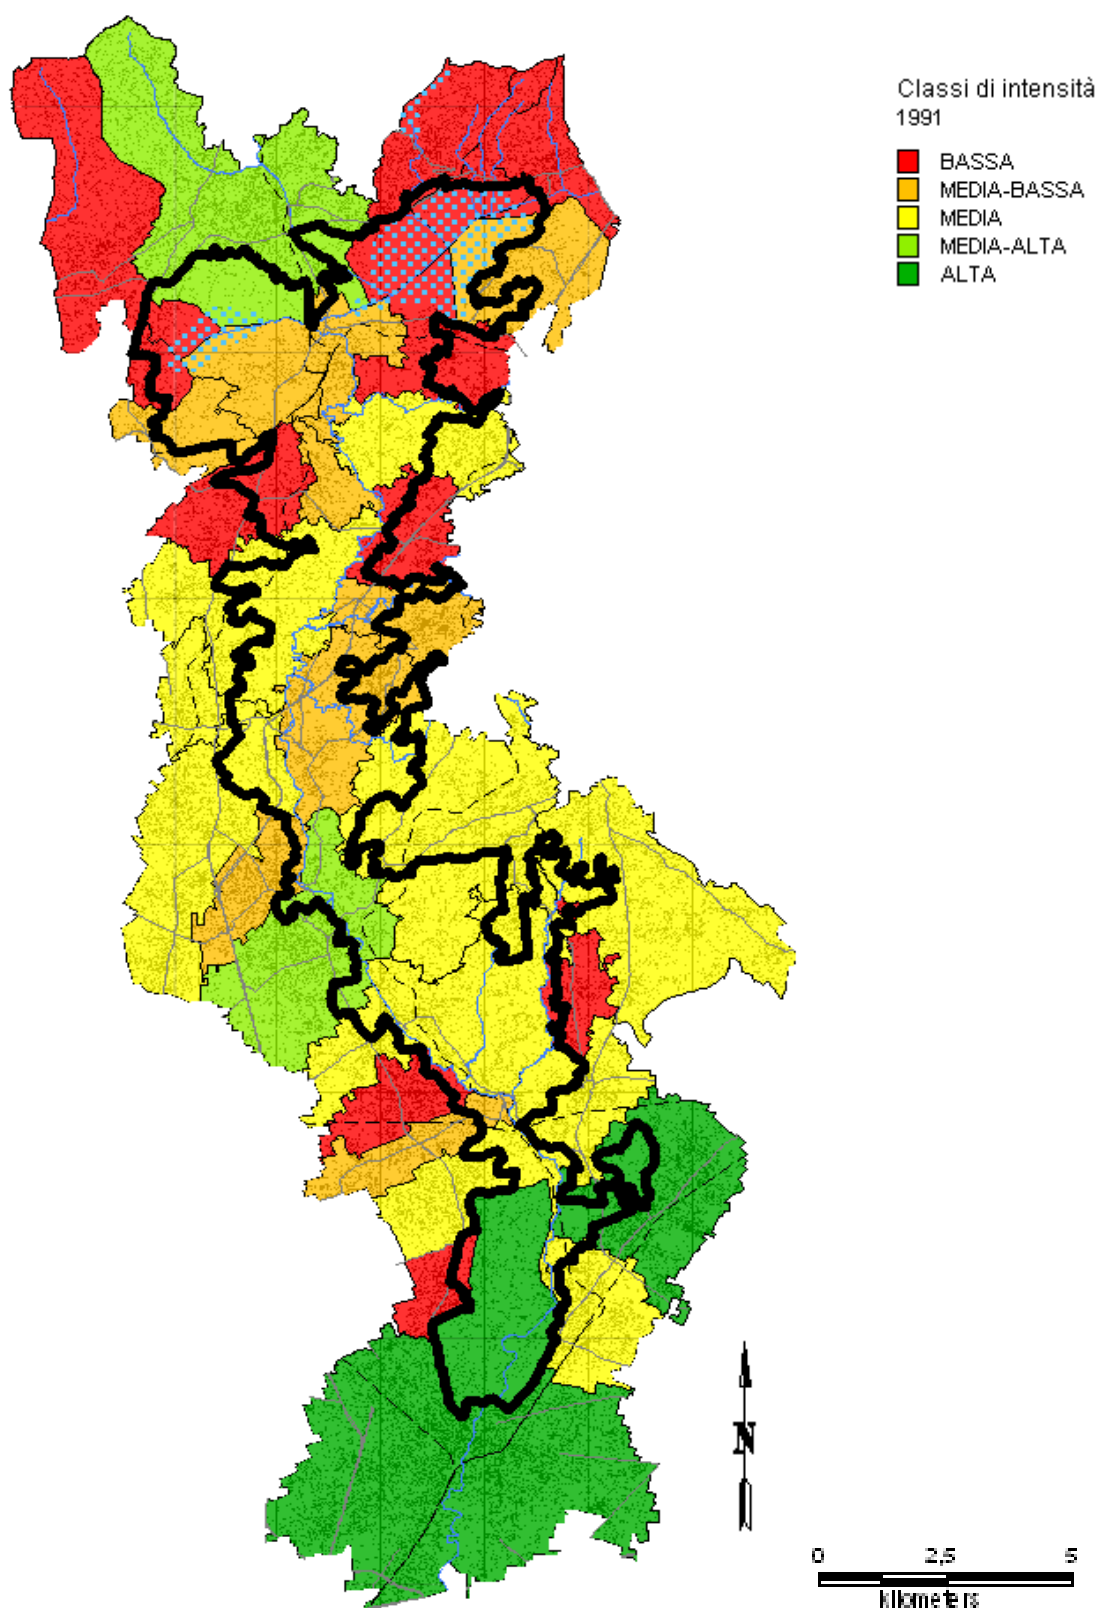 Classi di intensità
1991
BASSA
MEDIA-BASSA
MEDIA
MEDIA-ALTA
ALTA
N
0 2,5 5
kilometers